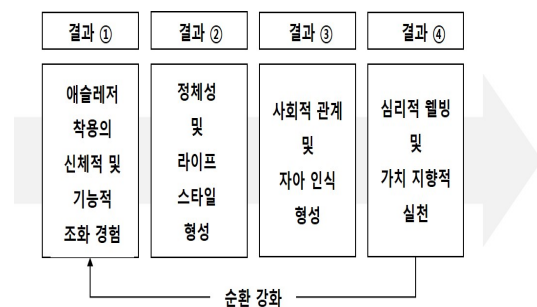 결과 ①
결과 ②
결과 ③
결과 ④
애슬레저
착용의
신체적 및
기능적
조화 경험
정체성
및
라이프
스타일
형성
사회적 관계
및
자아 인식
형성
심리적 웰빙
및
가치 지향적
실천
순환 강화